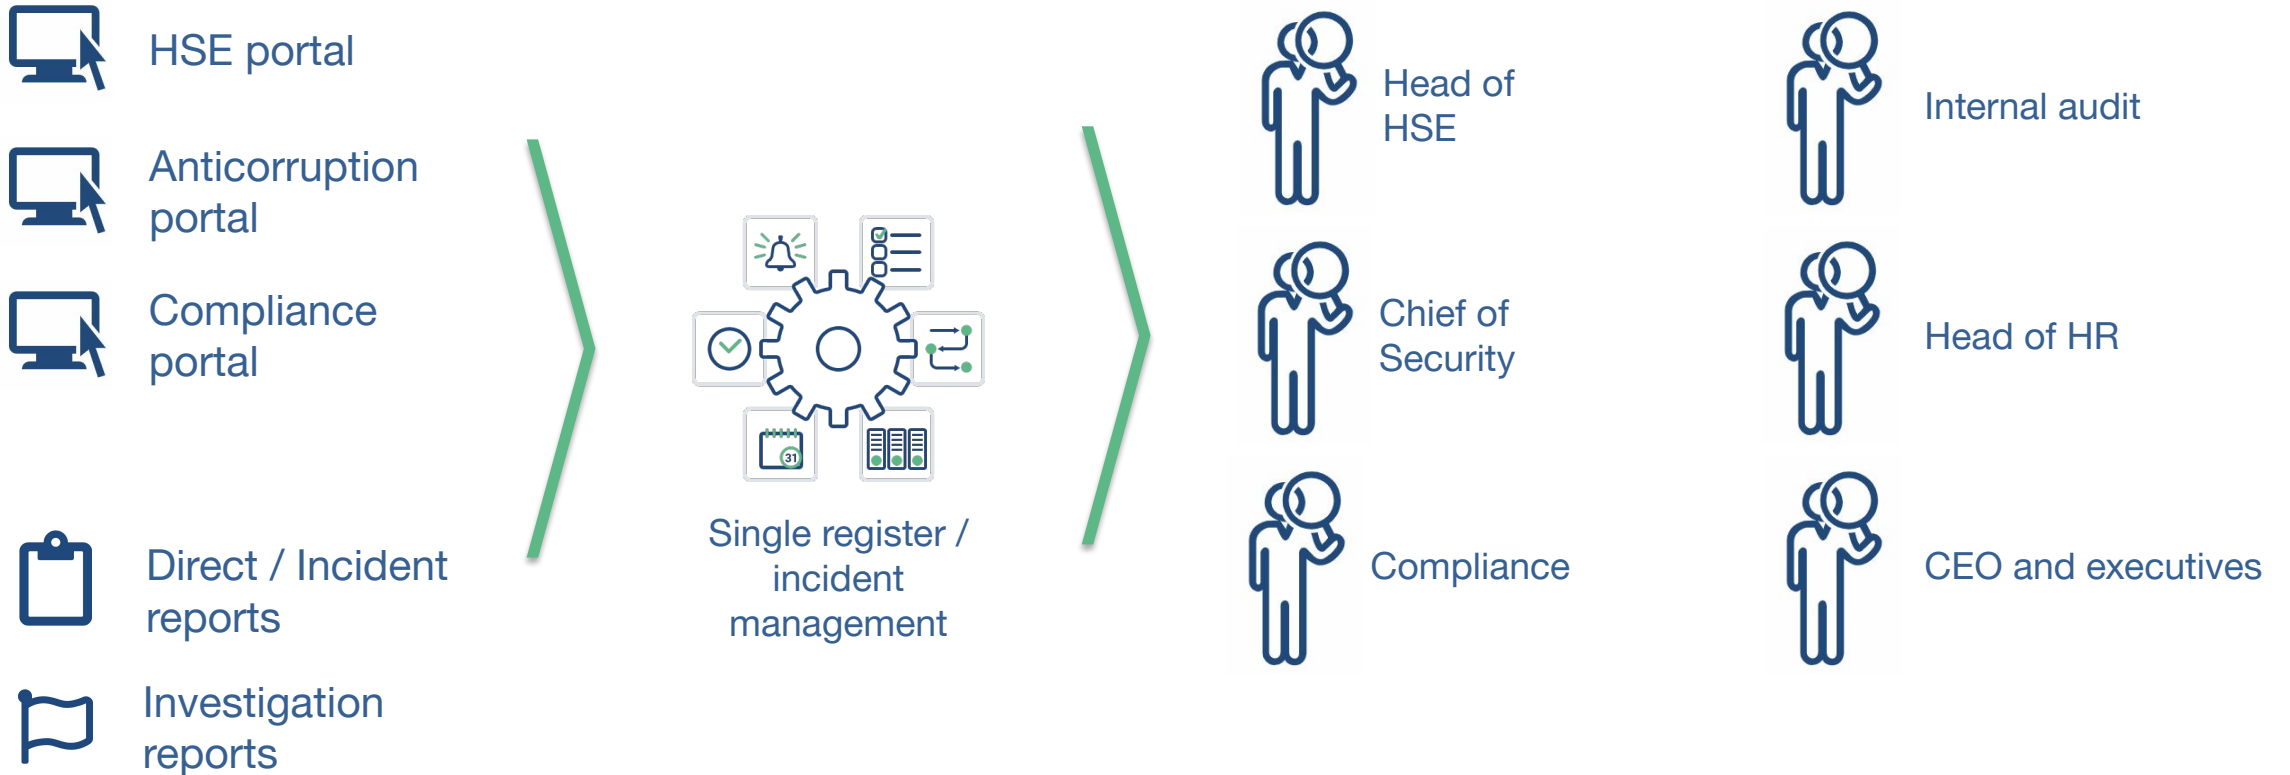 HSE portal
Anticorruption
portal
Compliance
portal
Direct / Incident
reports
Investigation
reports
31
Single register /
incident
management
Head of
HSE
Chief of
Security
Compliance
Internal audit
Head of HR
CEO and executives